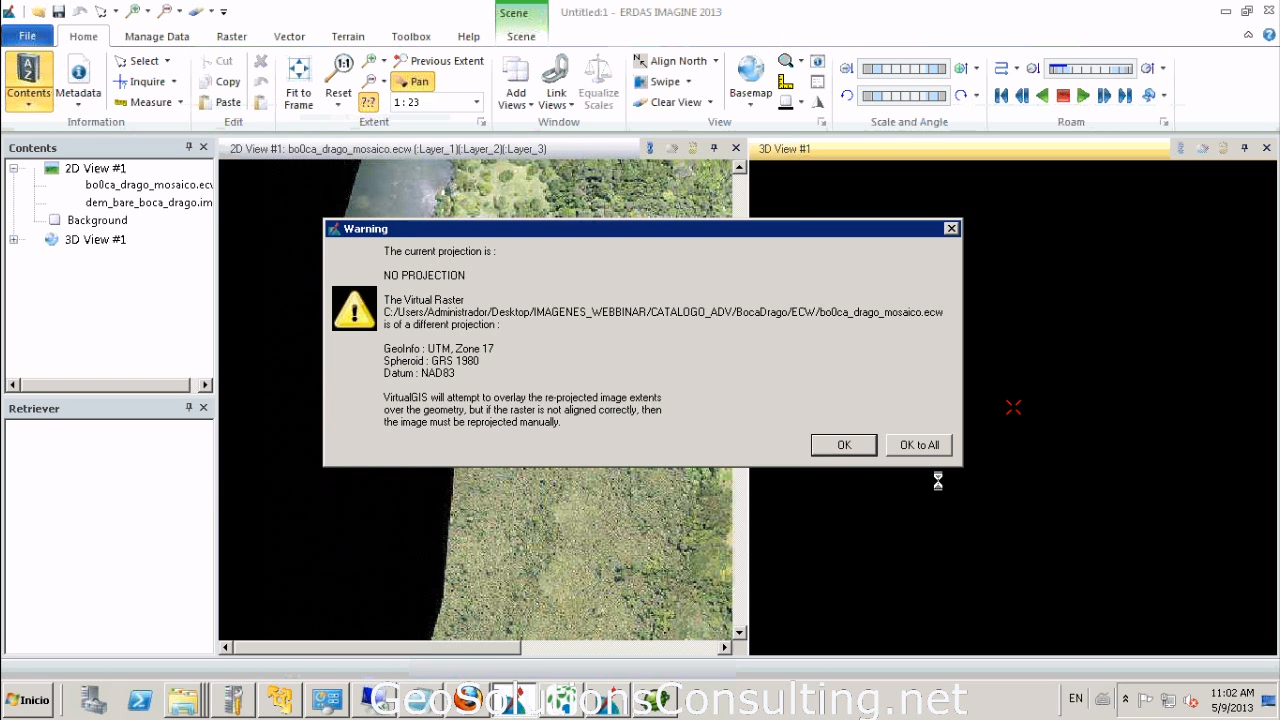 Scene
Untitled:1 - ERDAS IMAGINE 2013
File
Home
Manage Data
Raster
Vector
Terrain
Toolbox
Help
Scene
Contents
Metadata
Select
Inquire
Measure
Information
Cut
Copy
Paste
Edit
Fit to Frame
1:1
Reset
Previous Extent
Pan
?:?
1 : 23
Extent
Add Views
Link Views
Equalize Scales
Window
Align North
Swipe
Clear View
Basemap
View
Scale and Angle
Roam
Contents
2D View #1
bo0ca_drago_mosaico.ecw
dem_bare_boca_drago.im
Background
3D View #1
Retriever
2D View #1: bo0ca_drago_mosaico.ecw (:Layer_1)(:Layer_2)(:Layer_3)
3D View #1
Warning
The current projection is :
NO PROJECTION
The Virtual Raster
C:/Users/Administrador/Desktop/IMAGENES_WEBBINAR/CATALOGO_ADV/BocaDrago/ECW/bo0ca_drago_mosaico.ecw
is of a different projection :
GeoInfo : UTM, Zone 17
Spheroid : GRS 1980
Datum : NAD83
VirtualGIS will attempt to overlay the re-projected image extents
over the geometry, but if the raster is not aligned correctly, then
the image must be reprojected manually.
OK
OK to All
Inicio
GeoSolutionsConsulting.net
EN
11:02 AM
5/9/2013